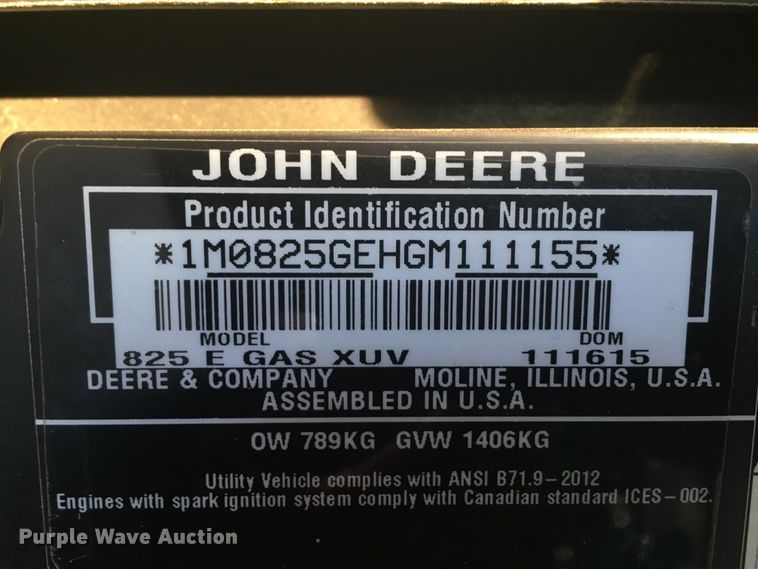 JOHN DEERE
Product Identification Number
*1M0825GEHGM111155*
MODEL DOM
825 E GAS XUV 111615
DEERE & COMPANY MOLINE, ILLINOIS, U.S.A.
ASSEMBLED IN U.S.A.
OW 789KG GVW 1406KG
Utility Vehicle complies with ANSI B71.9-2012
Engines with spark ignition system comply with Canadian standard ICES-002.
Purple Wave Auction